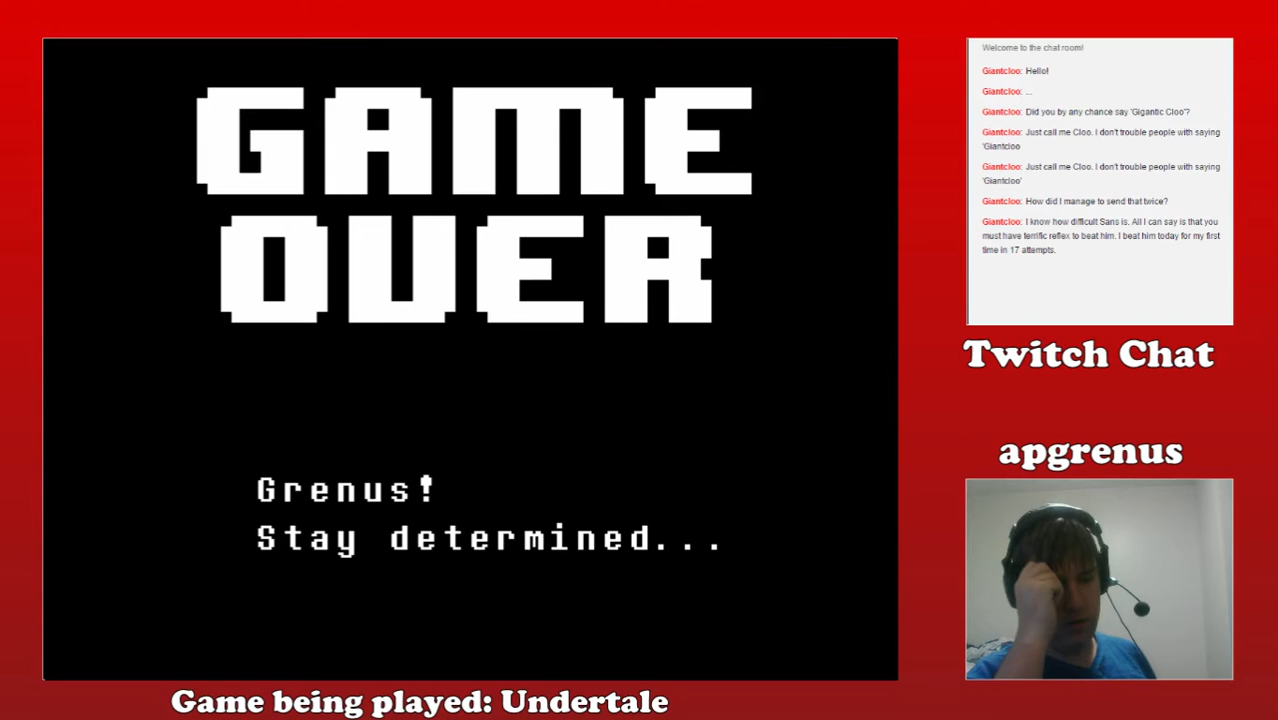 GAME
OVER
Grenus!
Stay determined...
Game being played: Undertale
Welcome to the chat room!
Giantcloo: Hello!
Giantcloo: ...
Giantcloo: Did you by any chance say 'Gigantic Cloo'?
Giantcloo: Just call me Cloo. I don't trouble people with saying
'Giantcloo
Giantcloo: Just call me Cloo. I don't trouble people with saying
'Giantcloo'
Giantcloo: How did I manage to send that twice?
Giantcloo: I know how difficult Sans is. All I can say is that you
must have terrific reflex to beat him. I beat him today for my first
time in 17 attempts.
Twitch Chat
apgrenus